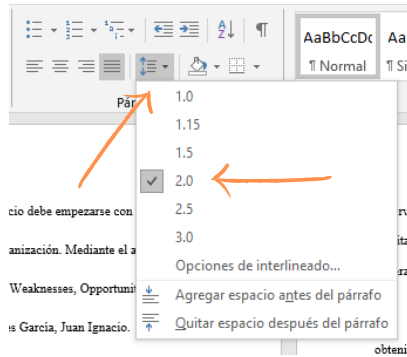 AaBbCcDc Aa
¶ Normal ¶ Si
Pár
1.0
1.15
1.5
2.0
2.5
3.0
Opciones de interlineado...
Agregar espacio antes del párrafo
Quitar espacio después del párrafo
cio debe empezarse con
anización. Mediante el a
Weaknesses, Opportunit
es García, Juan Ignacio.
obteni